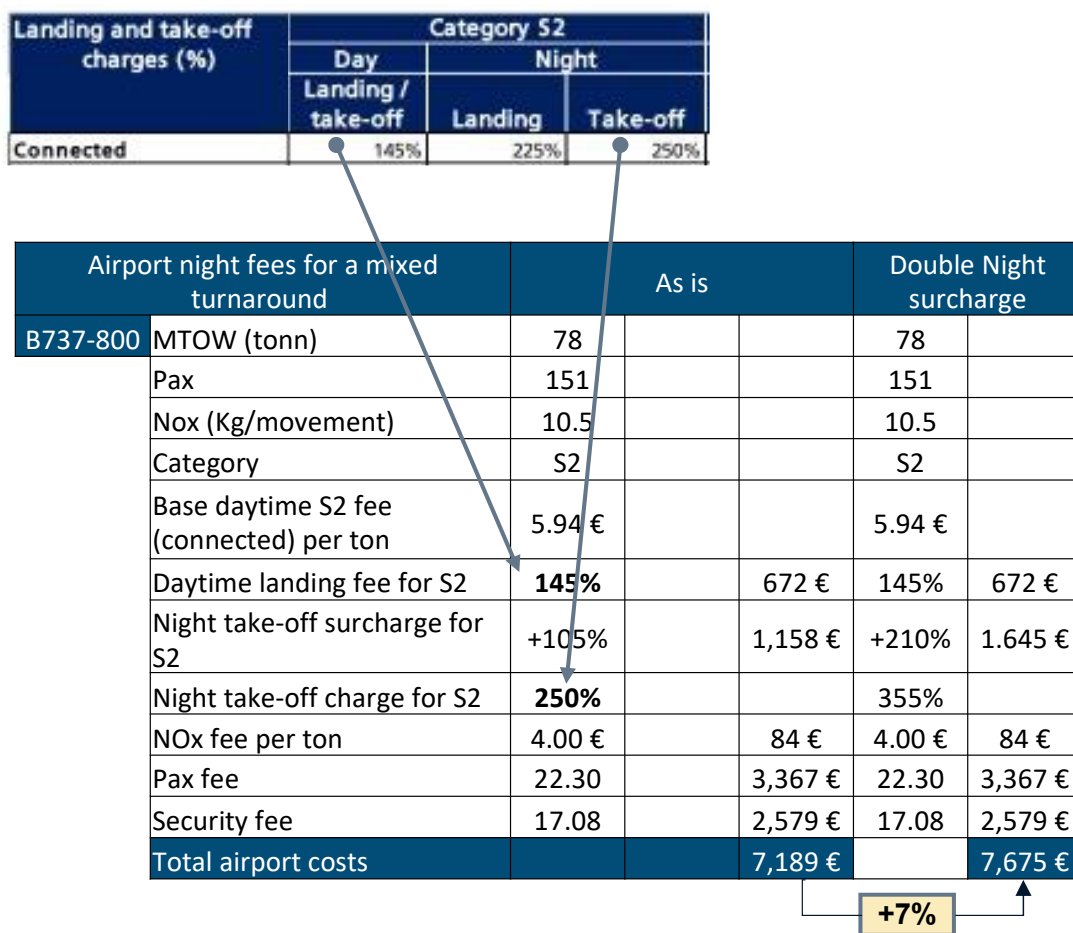 Landing and take-off charges (%)
Category S2
Day
Night
Landing / take-off
Landing
Take-off
Connected 145% 225% 250%
Airport night fees for a mixed turnaround
As is
Double Night surcharge
B737-800 MTOW (tonn) 78 78
Pax 151 151
Nox (Kg/movement) 10.5 10.5
Category S2 S2
Base daytime S2 fee (connected) per ton 5.94 € 5.94 €
Daytime landing fee for S2 145% 672 € 145% 672 €
Night take-off surcharge for S2 +105% 1,158 € +210% 1.645 €
Night take-off charge for S2 250% 355%
NOx fee per ton 4.00 € 84 € 4.00 € 84 €
Pax fee 22.30 3,367 € 22.30 3,367 €
Security fee 17.08 2,579 € 17.08 2,579 €
Total airport costs 7,189 € 7,675 €
+7%